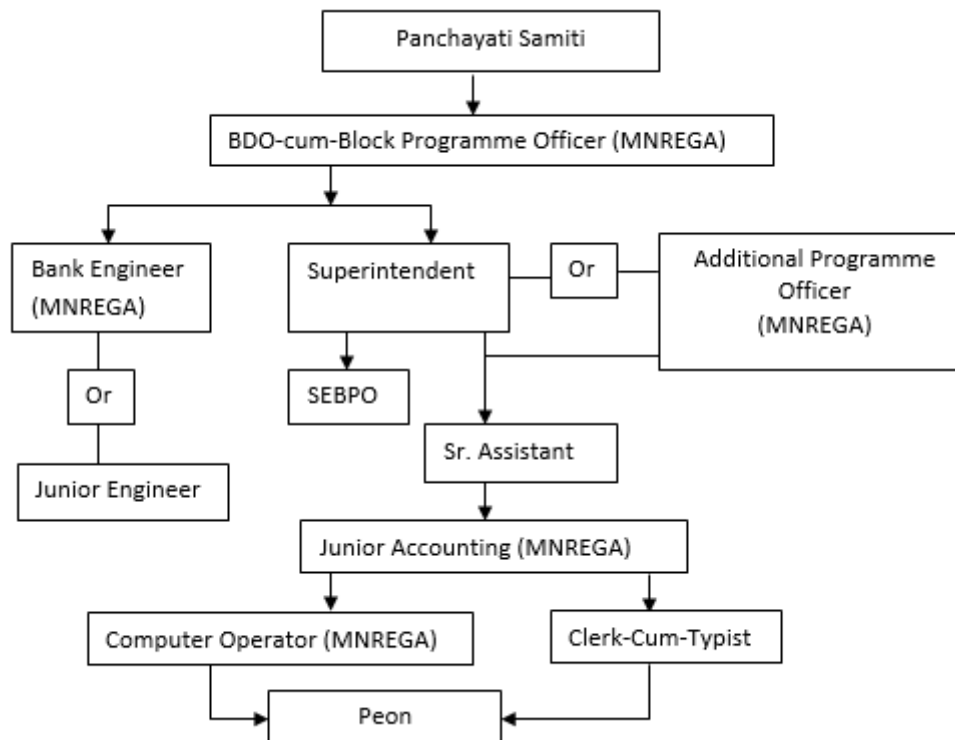 Panchayati Samiti
BDO-cum-Block Programme Officer (MNREGA)
Bank Engineer
(MNREGA)
Superintendent
Or
Additional Programme
Officer
(MNREGA)
Or
SEBPO
Sr. Assistant
Junior Engineer
Junior Accounting (MNREGA)
Computer Operator (MNREGA)
Clerk-Cum-Typist
Peon